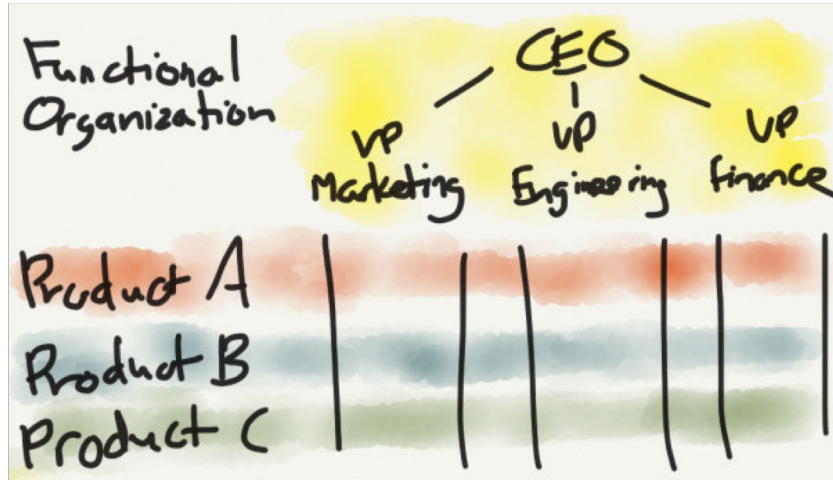 Functional
Organization
CEO
VP
Marketing
VP
Engineering
VP
Finance
Product A
Product B
Product C